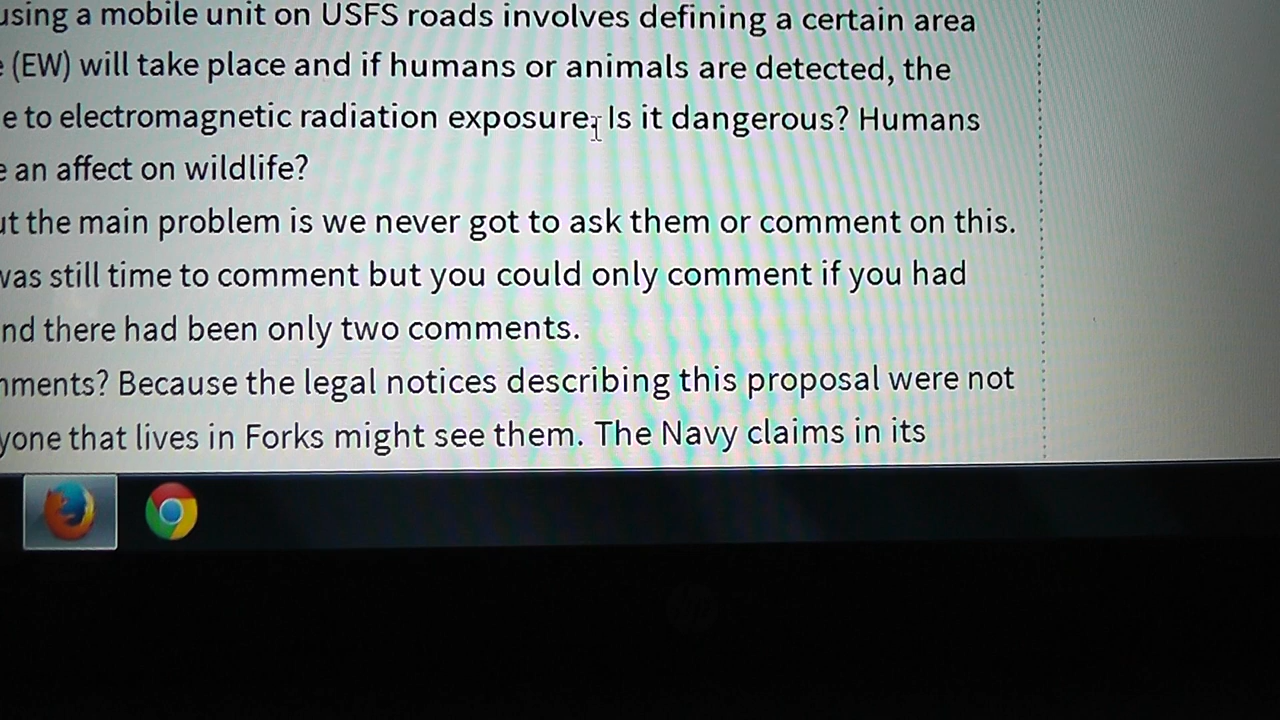 using a mobile unit on USFS roads involves defining a certain area
(EW) will take place and if humans or animals are detected, the
e to electromagnetic radiation exposure. Is it dangerous? Humans
an affect on wildlife?
the main problem is we never got to ask them or comment on this.
was still time to comment but you could only comment if you had
nd there had been only two comments.
mments? Because the legal notices describing this proposal were not
yone that lives in Forks might see them. The Navy claims in its
hp